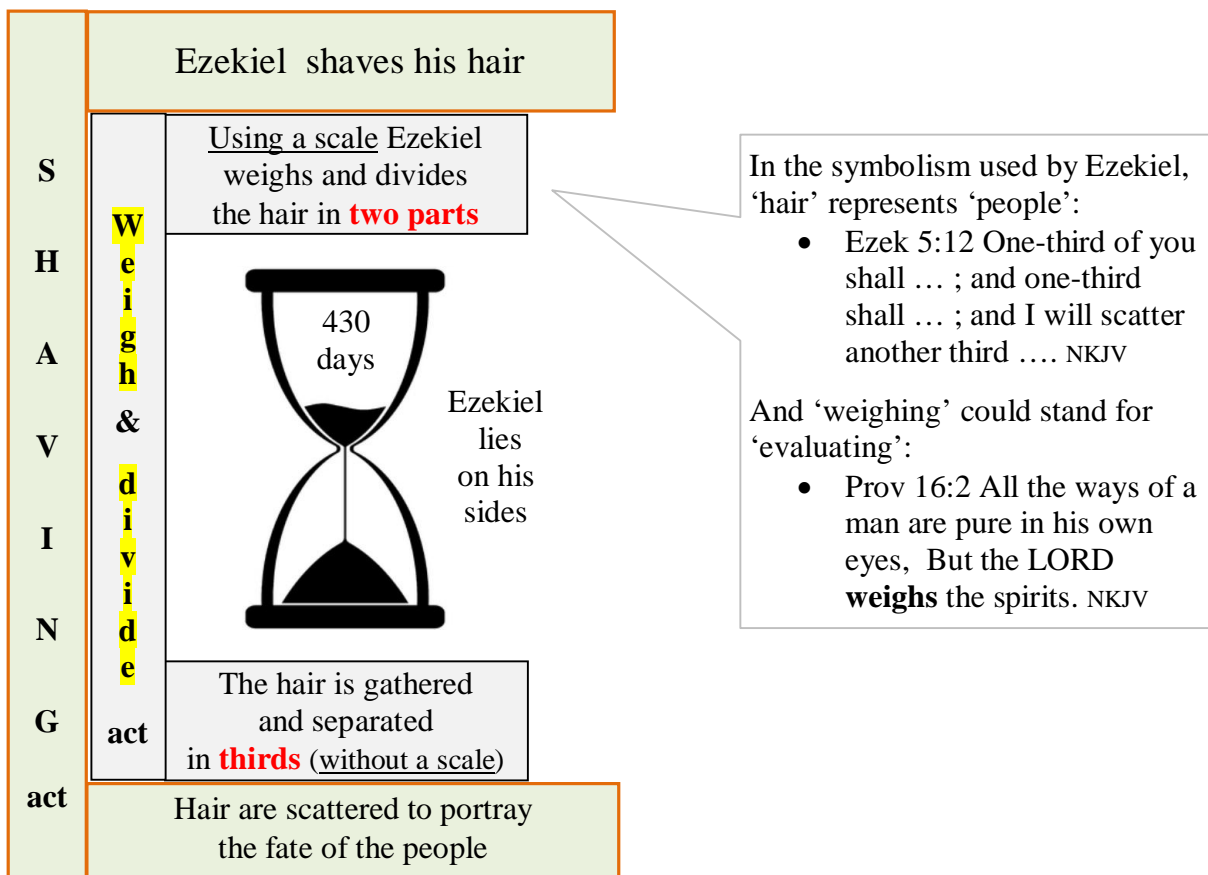 Ezekiel shaves his hair
SHAVING
act
Weigh
&
divide
act
Using a scale Ezekiel
weighs and divides
the hair in two parts
430
days
Ezekiel
lies
on his
sides
The hair is gathered
and separated
in thirds (without a scale)
Hair are scattered to portray
the fate of the people
In the symbolism used by Ezekiel,
‘hair’ represents ‘people’:
• Ezek 5:12 One-third of you
shall … ; and one-third
shall … ; and I will scatter
another third …. NKJV
And ‘weighing’ could stand for
‘evaluating’:
• Prov 16:2 All the ways of a
man are pure in his own
eyes, But the LORD
weighs the spirits. NKJV